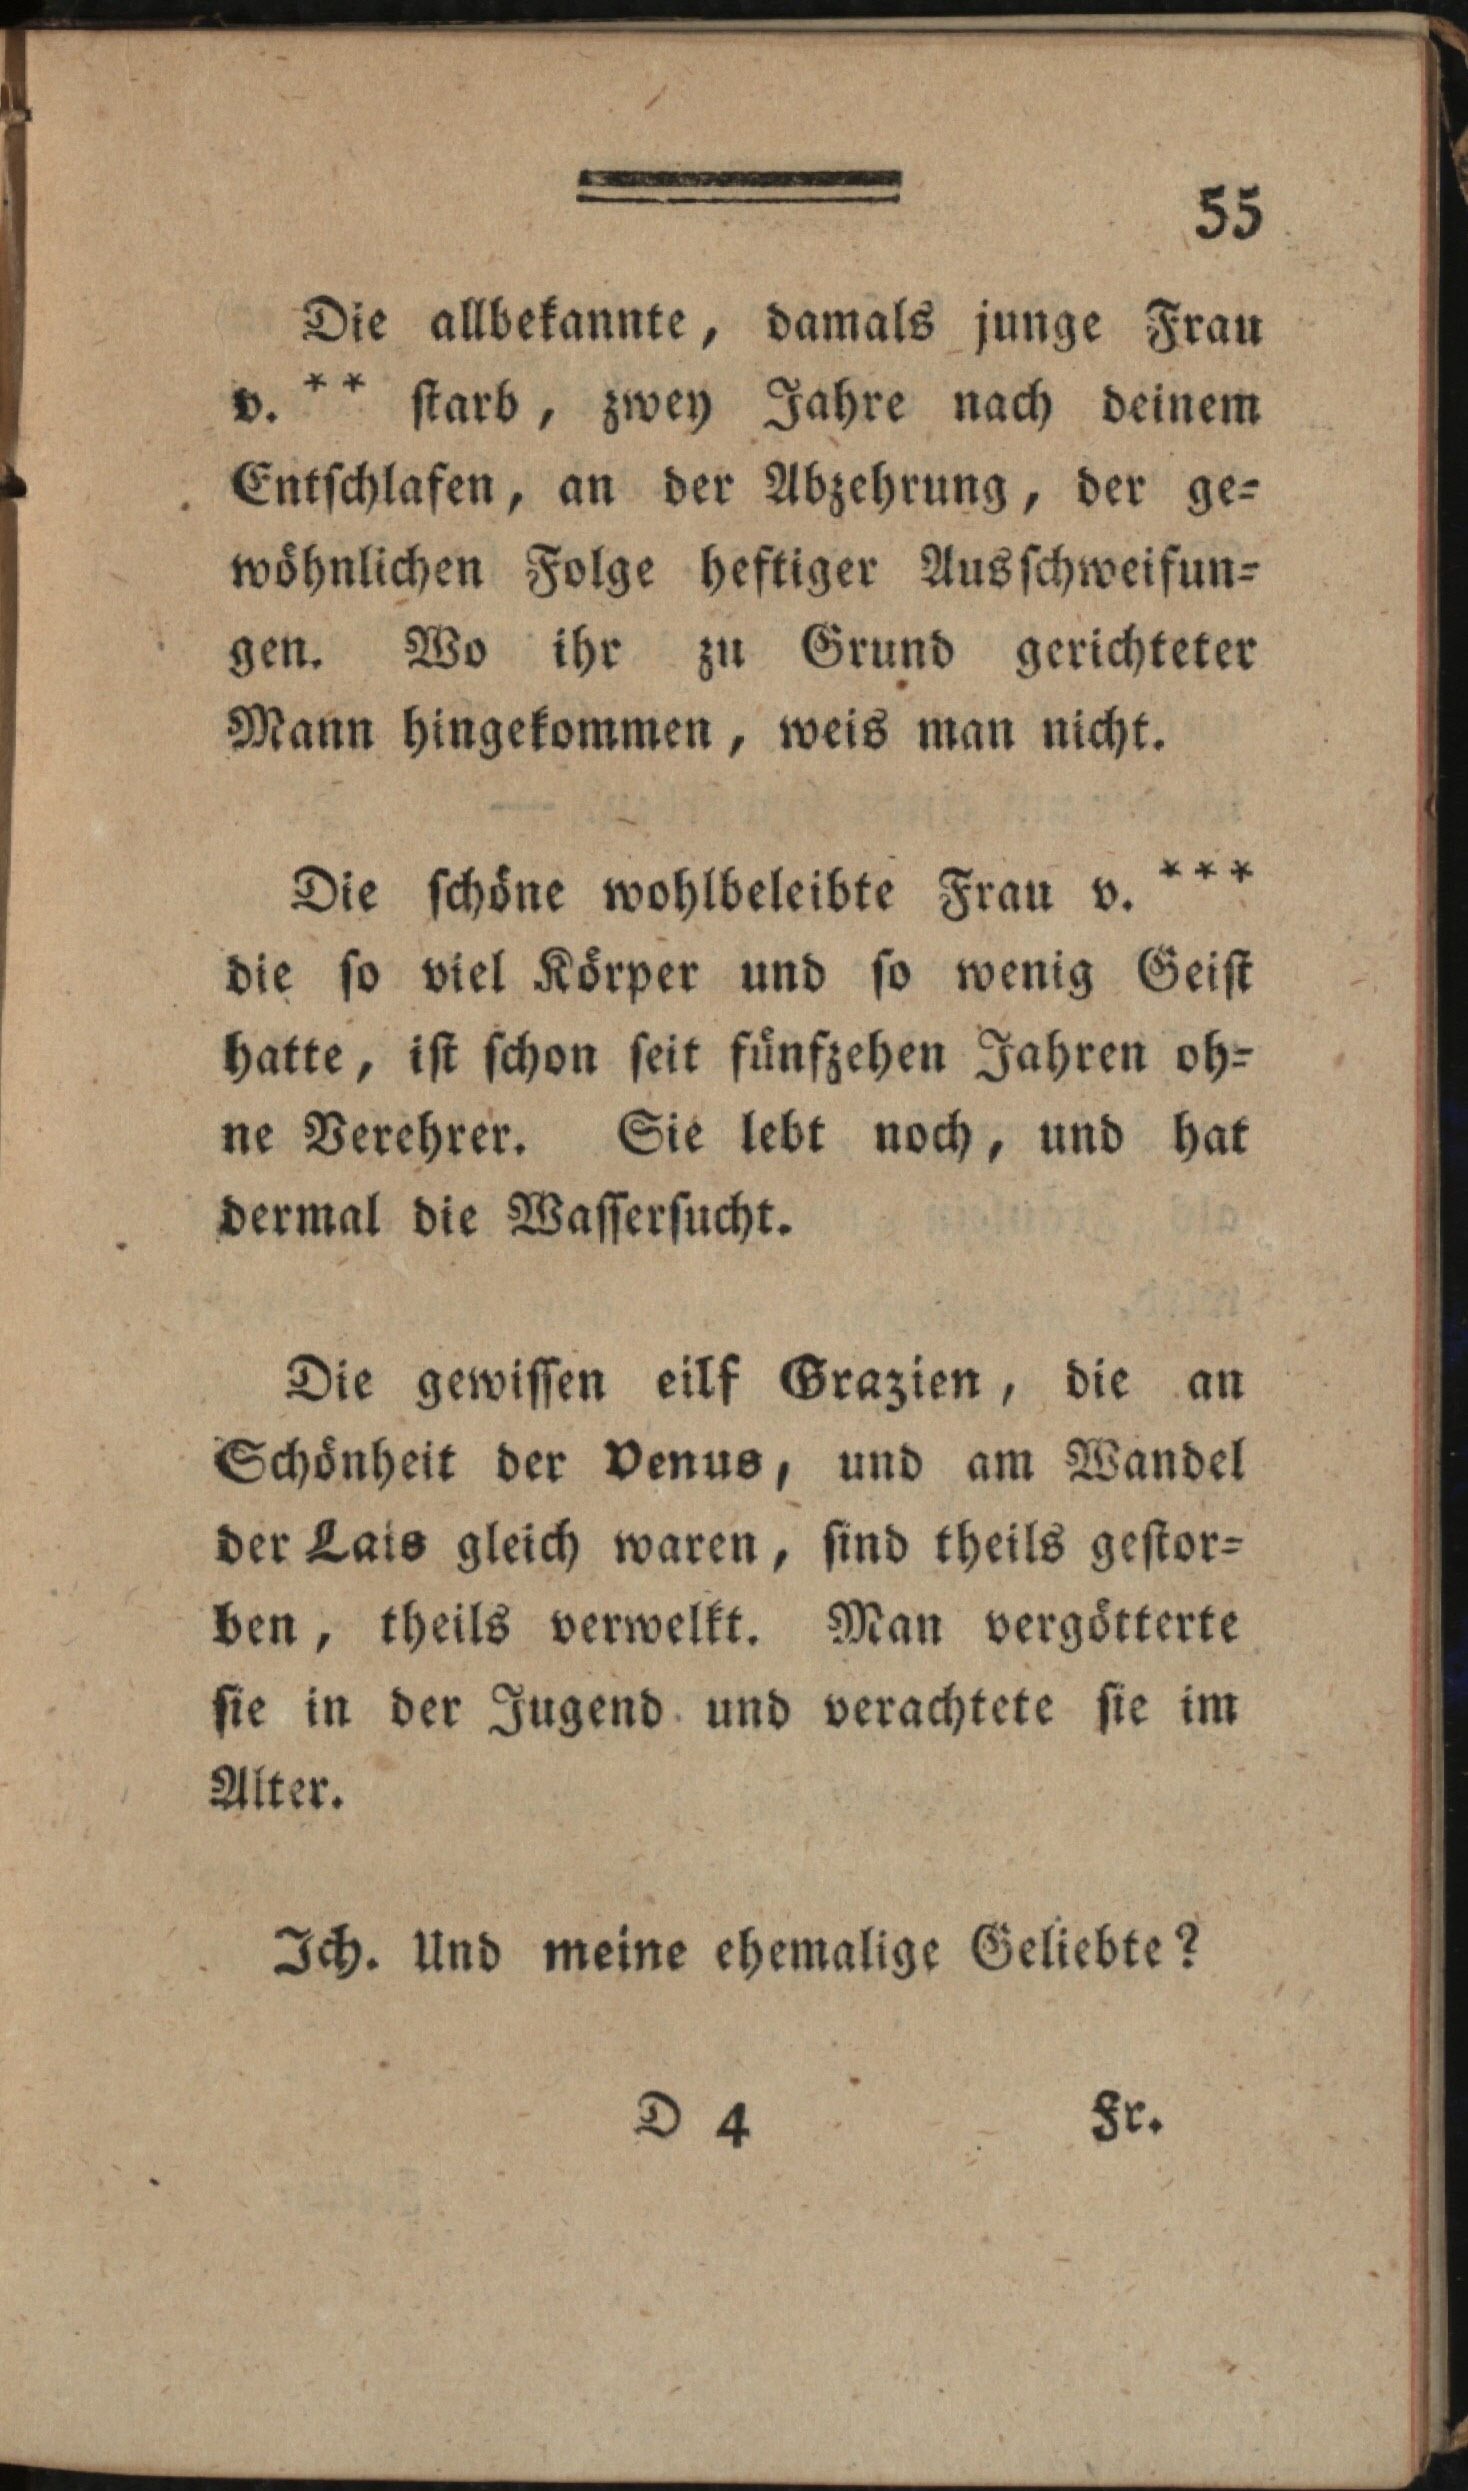 55
Die allbekannte, damals junge Frau
v. ** ſtarb, zwey Jahre nach deinem
Entſchlafen, an der Abzehrung, der ge⸗
wöhnlichen Folge heftiger Ausſchweifun⸗
gen. Wo ihr zu Grund gerichteter
Mann hingekommen, weis man nicht.
Die ſchöne wohlbeleibte Frau v. ***
die ſo viel Körper und ſo wenig Geiſt
hatte, iſt ſchon ſeit fünfzehen Jahren oh⸗
ne Verehrer. Sie lebt noch, und hat
dermal die Waſſerſucht.
Die gewiſſen eilf Grazien, die an
Schönheit der Venus, und am Wandel
der Lais gleich waren, ſind theils geſtor⸗
ben, theils verwelkt. Man vergötterte
ſie in der Jugend und verachtete ſie im
Alter.
Ich. Und meine ehemalige Geliebte?
D 4 Fr.